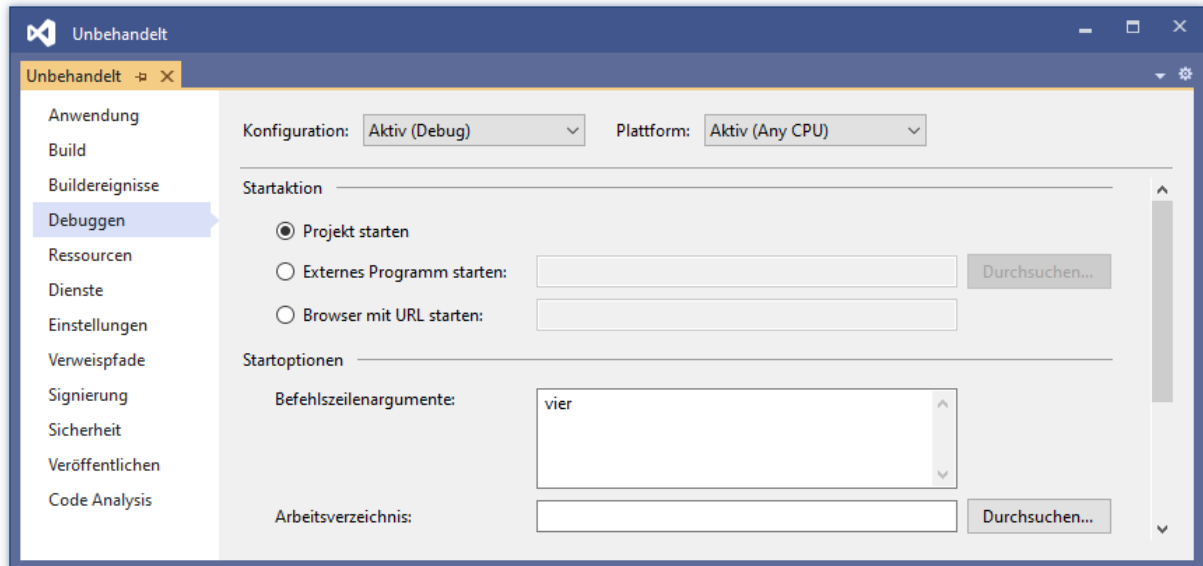 Unbehandelt
Unbehandelt
Anwendung
Build
Buildereignisse
Debuggen
Ressourcen
Dienste
Einstellungen
Verweispfade
Signierung
Sicherheit
Veröffentlichen
Code Analysis
Konfiguration: Aktiv (Debug) Plattform: Aktiv (Any CPU)
Startaktion
Projekt starten
Externes Programm starten: Durchsuchen...
Browser mit URL starten:
Startoptionen
Befehlszeilenargumente: vier
Arbeitsverzeichnis: Durchsuchen...